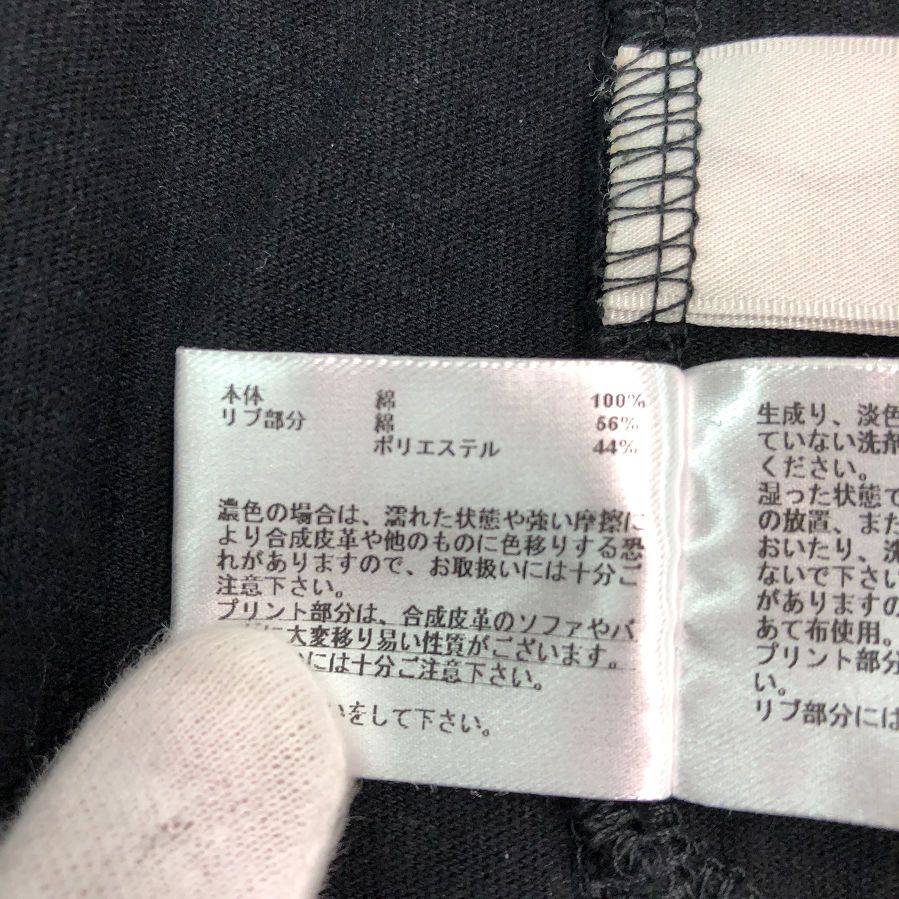 本体 綿 100%
リブ部分 綿 56%
ポリエステル 44%
濃色の場合は、濡れた状態や強い摩擦に
より合成皮革や他のものに色移りする恐
れがありますので、お取扱いには十分ご
注意下さい。
プリント部分は、合成皮革のソファやバ
に大変移り易い性質がございます。
いには十分ご注意下さい。
いをして下さい。
生成り、淡色
ていない洗剤
ください。
湿った状態で
の放置、また
おいたり、洗
ないで下さい
がありますの
あて布使用。
プリント部分
い。
リブ部分には